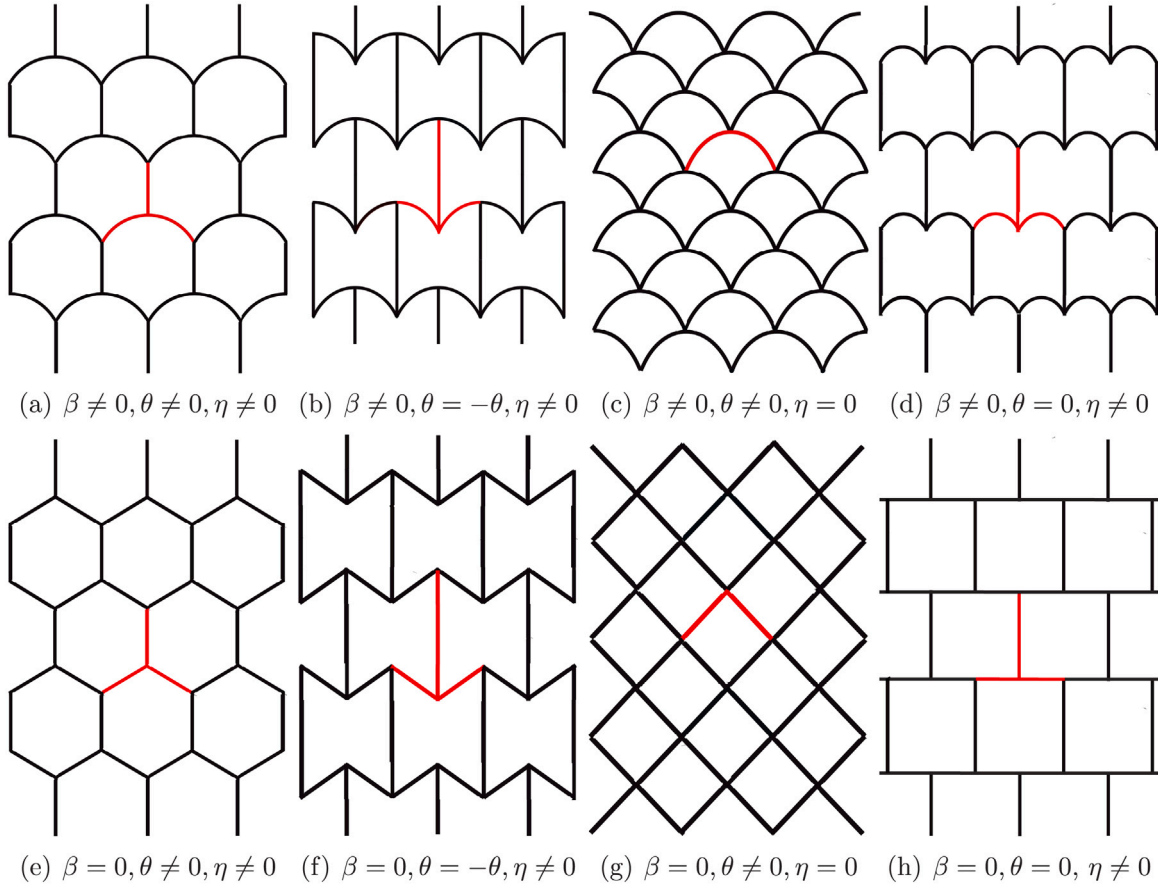 (a) β ≠ 0, θ ≠ 0, η ≠ 0
(b) β ≠ 0, θ = −θ, η ≠ 0
(c) β ≠ 0, θ ≠ 0, η = 0
(d) β ≠ 0, θ = 0, η ≠ 0
(e) β = 0, θ ≠ 0, η ≠ 0
(f) β = 0, θ = −θ, η ≠ 0
(g) β = 0, θ ≠ 0, η = 0
(h) β = 0, θ = 0, η ≠ 0